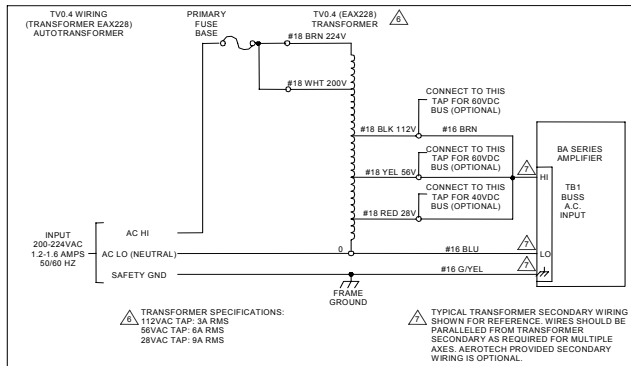 TV0.4 WIRING
(TRANSFORMER EAX228)
AUTOTRANSFORMER
PRIMARY
FUSE
BASE
TV0.4 (EAX228)
TRANSFORMER
6
#18 BRN 224V
#18 WHT 200V
CONNECT TO THIS
TAP FOR 60VDC
BUS (OPTIONAL)
#18 BLK 112V
#16 BRN
CONNECT TO THIS
TAP FOR 60VDC
BUS (OPTIONAL)
#18 YEL 56V
CONNECT TO THIS
TAP FOR 40VDC
BUS (OPTIONAL)
#18 RED 28V
BA SERIES
AMPLIFIER
7
HI
TB1
BUSS
A.C.
INPUT
INPUT
200-224VAC
1.2-1.6 AMPS
50/60 HZ
AC HI
AC LO (NEUTRAL)
0
#16 BLU
7
LO
SAFETY GND
#16 G/YEL
7
FRAME
GROUND
6
TRANSFORMER SPECIFICATIONS:
112VAC TAP: 3A RMS
56VAC TAP: 6A RMS
28VAC TAP: 9A RMS
7
TYPICAL TRANSFORMER SECONDARY WIRING
SHOWN FOR REFERENCE. WIRES SHOULD BE
PARALLELED FROM TRANSFORMER
SECONDARY AS REQUIRED FOR MULTIPLE
AXES. AEROTECH PROVIDED SECONDARY
WIRING IS OPTIONAL.